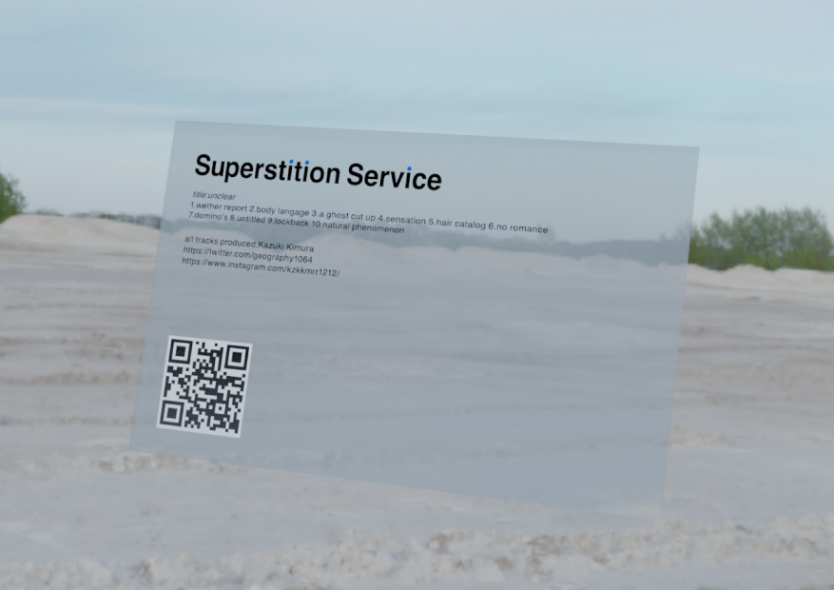 Superstition Service
title:unclear
1.wether report 2.body langage 3.a ghost cut up 4.sensation 5.hair catalog 6.no romance
7.domino's 8.untitled 9.lockback 10.natural phenomenon
all tracks produced:Kazuki Kimura
https://twitter.com/geography1064
https://www.instagram.com/kzkkmrr1212/